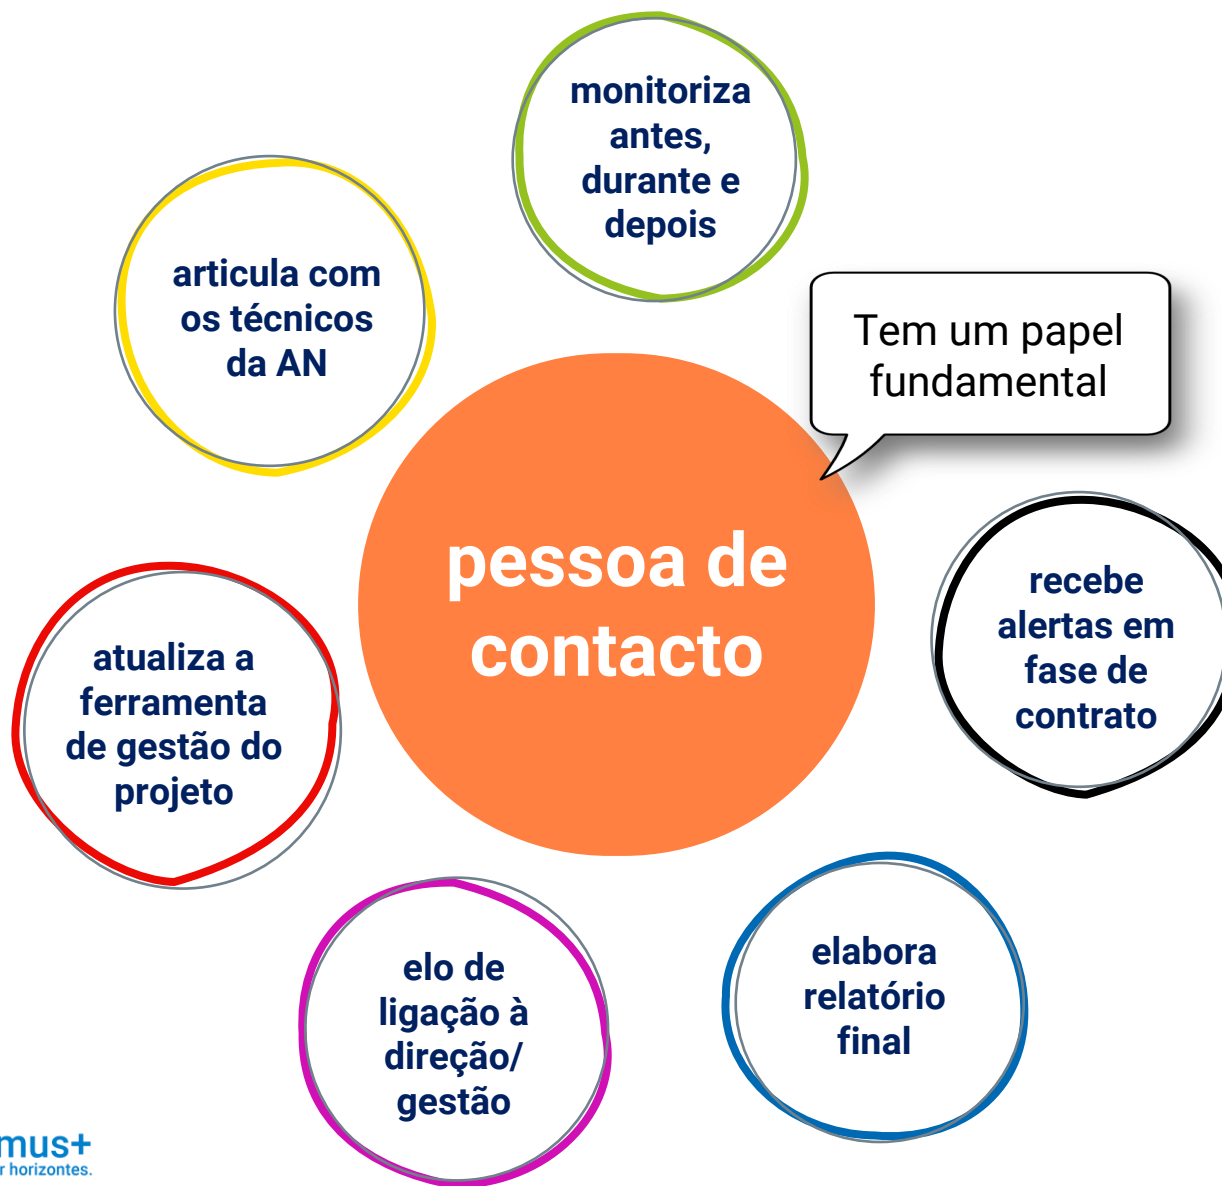 monitoriza
antes,
durante e
depois
articula com
os técnicos
da AN
Tem um papel
fundamental
pessoa de
contacto
recebe
alertas em
fase de
contrato
atualiza a
ferramenta
de gestão do
projeto
elabora
relatório
final
elo de
ligação à
direção/
gestão
mus+
r horizontes.